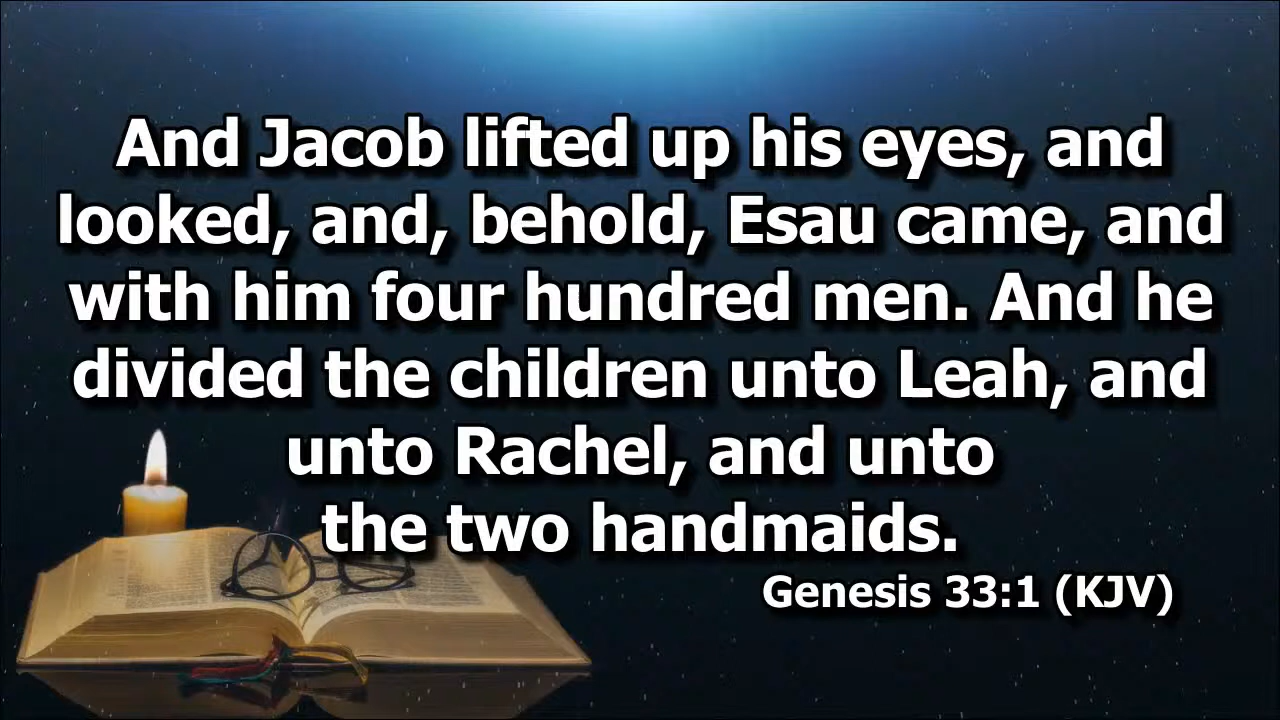 And Jacob lifted up his eyes, and
looked, and, behold, Esau came, and
with him four hundred men. And he
divided the children unto Leah, and
unto Rachel, and unto
the two handmaids.
Genesis 33:1 (KJV)